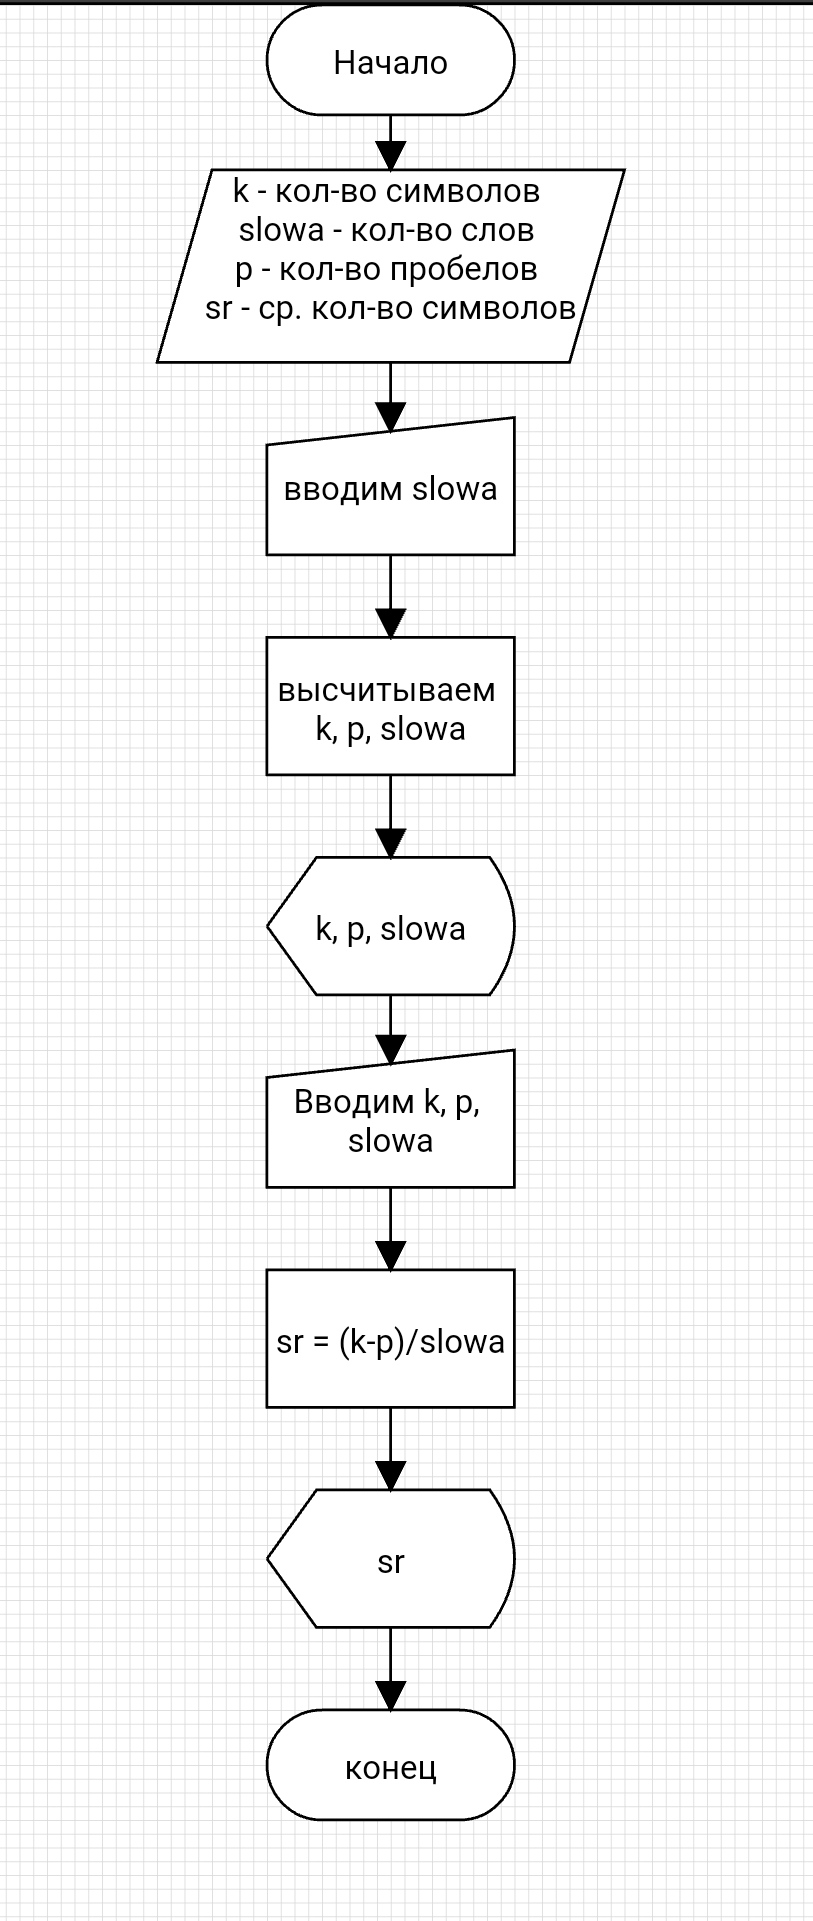 Начало
k - кол-во символов
slowa - кол-во слов
p - кол-во пробелов
sr - ср. кол-во символов
вводим slowa
высчитываем
k, p, slowa
k, p, slowa
Вводим k, p,
slowa
sr = (k-p)/slowa
sr
конец